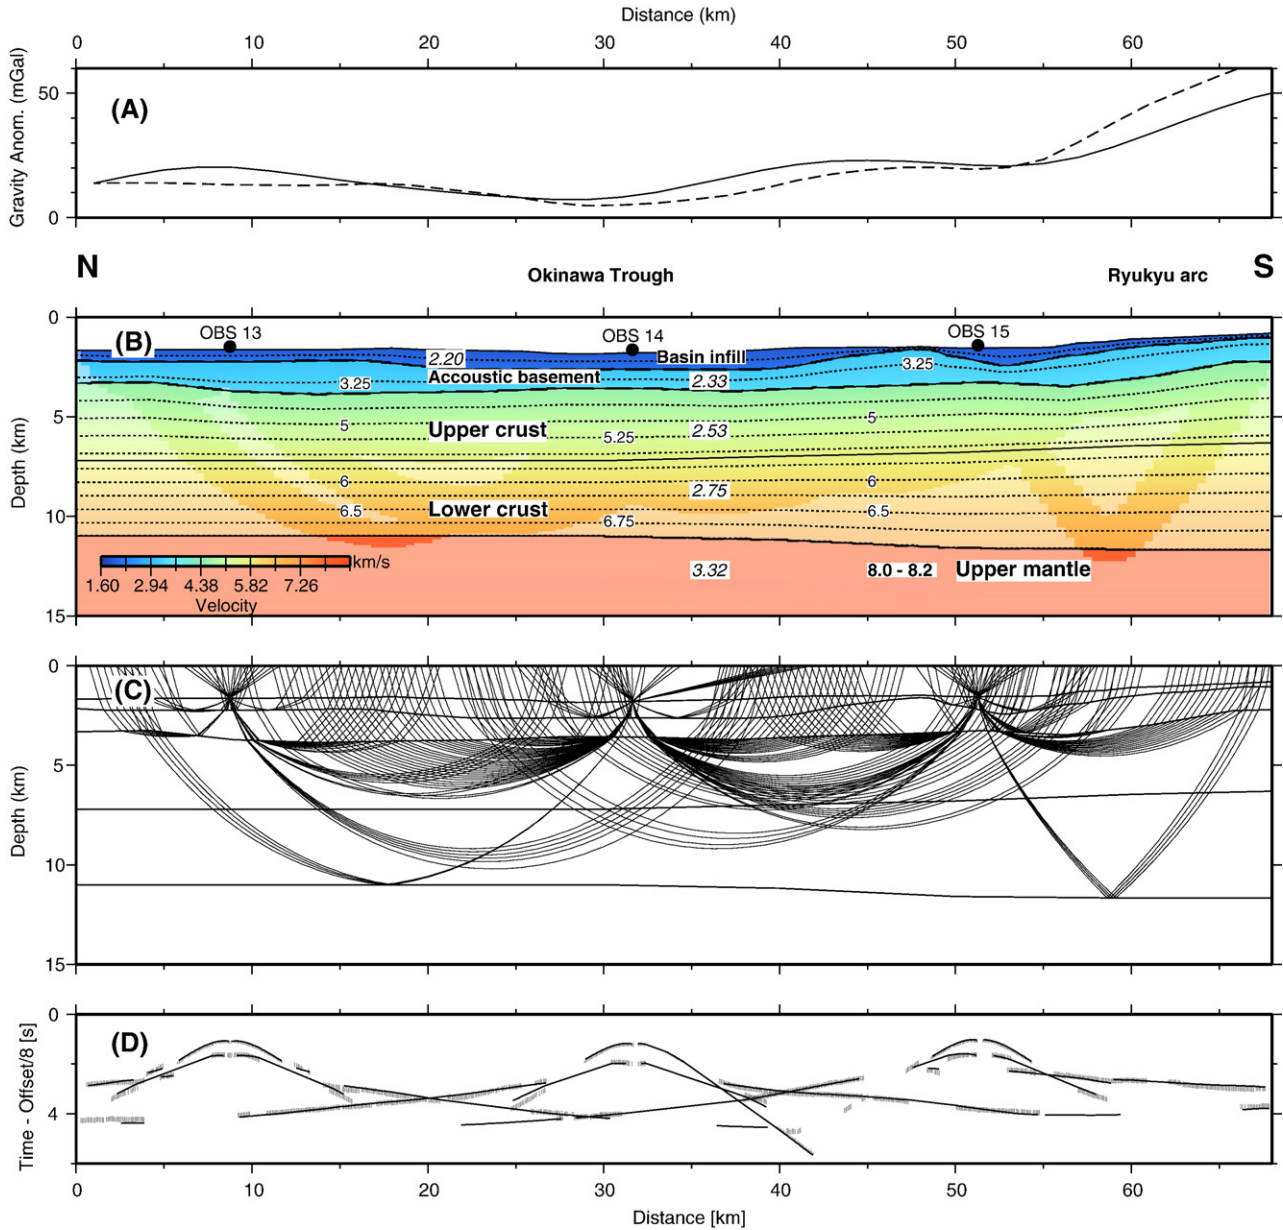 Distance (km)
0 10 20 30 40 50 60
Gravity Anom. (mGal)
50
0
(A)
N Okinawa Trough Ryukyu arc S
0
5
10
15
Depth (km)
(B)
OBS 13 OBS 14 OBS 15
2.20 Basin infill 3.25
3.25 Accoustic basement 2.33
5 Upper crust 5.25 2.53 5
6 2.75 6
6.5 Lower crust 6.75 6.5
km/s
1.60 2.94 4.38 5.82 7.26
Velocity
3.32 8.0 - 8.2 Upper mantle
0
5
10
15
Depth (km)
(C)
0
4
Time - Offset/8 [s]
(D)
0 10 20 30 40 50 60
Distance [km]